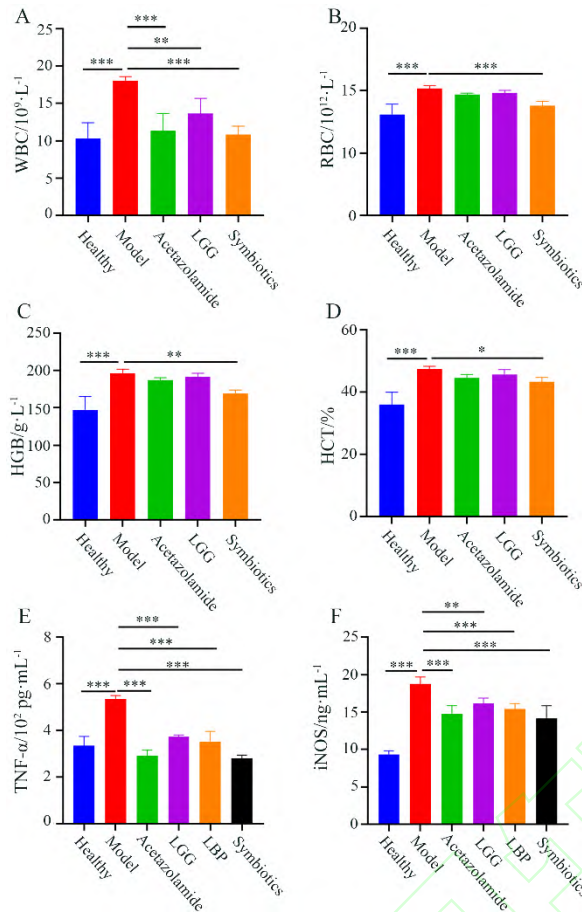 A
WBC/10⁹·L⁻¹
25
20
15
10
5
0
***
***
**
***
Healthy
Model
Acetazolamide
LGG
Symbiotics
B
RBC/10¹²·L⁻¹
20
15
10
15
0
***
***
Healthy
Model
Acetazolamide
LGG
Symbiotics
C
HGB/g·L⁻¹
250
200
150
100
50
0
***
**
Healthy
Model
Acetazolamide
LGG
Symbiotics
D
HCT/%
60
40
20
0
***
*
Healthy
Model
Acetazolamide
LGG
Symbiotics
E
TNF-α/10² pg·mL⁻¹
8
6
4
2
0
***
***
***
***
***
Healthy
Model
Acetazolamide
LGG
LBP
Symbiotics
F
iNOS/ng·mL⁻¹
25
20
15
10
5
0
**
***
***
***
***
Healthy
Model
Acetazolamide
LGG
LBP
Symbiotics